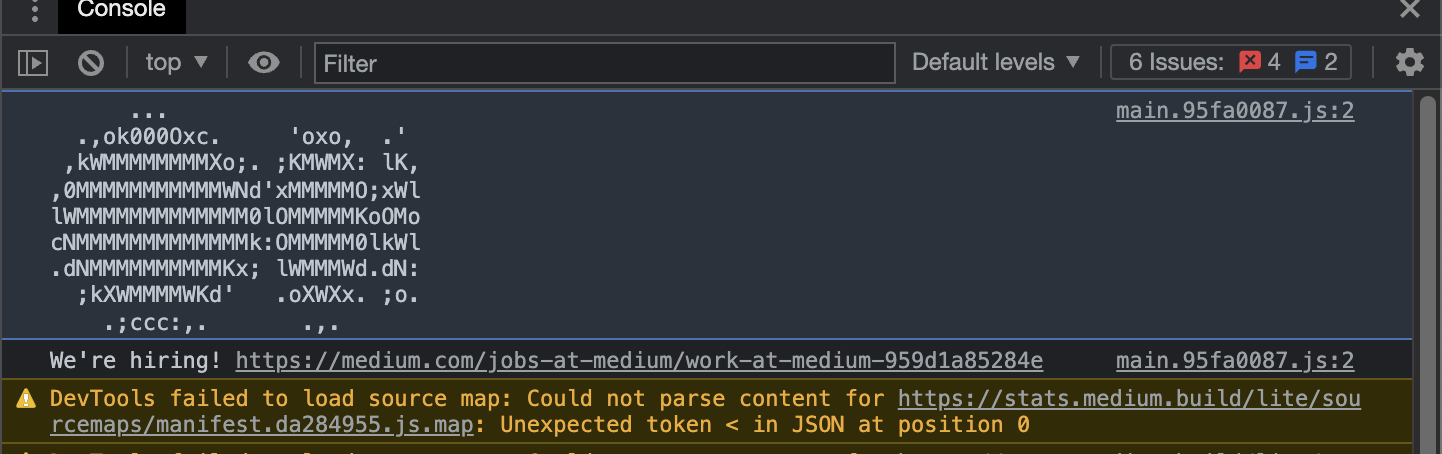 Console
top ▼ Filter Default levels ▼ 6 Issues: 4 2
... main.95fa0087.js:2
.,ok000Oxc. 'oxo, .'
,kWMMMMMMMMXo;. ;KMWMX: lK,
,0MMMMMMMMMMMWNd'xMMMMMO;xWl
lWMMMMMMMMMMMMM0lOMMMMMKoOMo
cNMMMMMMMMMMMMMk:OMMMMM0lkWl
.dNMMMMMMMMMMKx; lWMMMWd.dN:
;kXWMMMMWKd' .oXWXx. ;o.
.;ccc:,. .,.
We're hiring! https://medium.com/jobs-at-medium/work-at-medium-959d1a85284e main.95fa0087.js:2
DevTools failed to load source map: Could not parse content for https://stats.medium.build/lite/sou
rcemaps/manifest.da284955.js.map: Unexpected token < in JSON at position 0